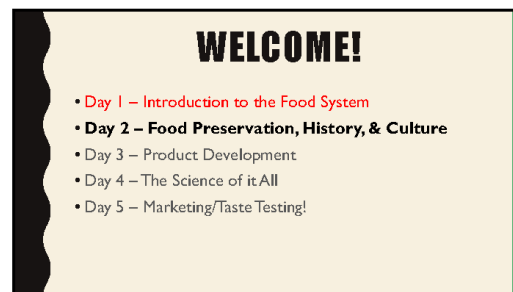 WELCOME!
• Day 1 – Introduction to the Food System
• Day 2 – Food Preservation, History, & Culture
• Day 3 – Product Development
• Day 4 – The Science of it All
• Day 5 – Marketing/Taste Testing!